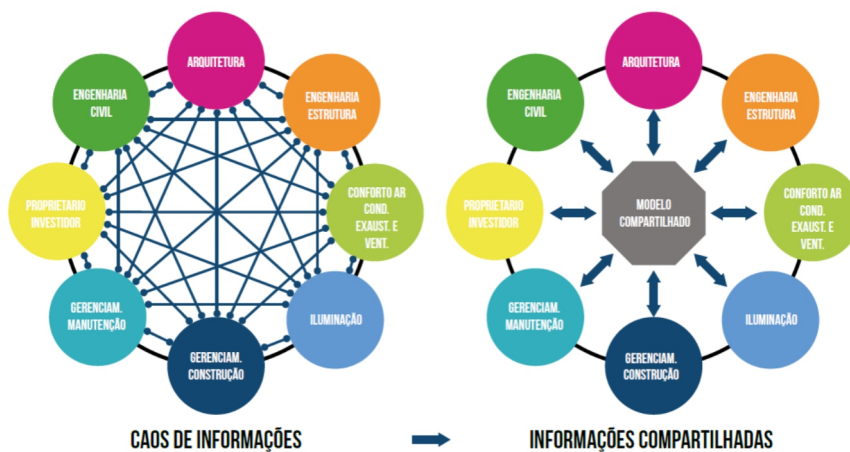 ARQUITETURA
ENGENHARIA
CIVIL
ENGENHARIA
ESTRUTURA
PROPRIETARIO
INVESTIDOR
CONFORTO AR
COND.
EXAUST. E
VENT.
GERENCIAM.
MANUTENÇÃO
ILUMINAÇÃO
GERENCIAM.
CONSTRUÇÃO
CAOS DE INFORMAÇÕES
ARQUITETURA
ENGENHARIA
CIVIL
ENGENHARIA
ESTRUTURA
PROPRIETARIO
INVESTIDOR
MODELO
COMPARTILHADO
CONFORTO AR
COND.
EXAUST. E
VENT.
GERENCIAM.
MANUTENÇÃO
ILUMINAÇÃO
GERENCIAM.
CONSTRUÇÃO
INFORMAÇÕES COMPARTILHADAS